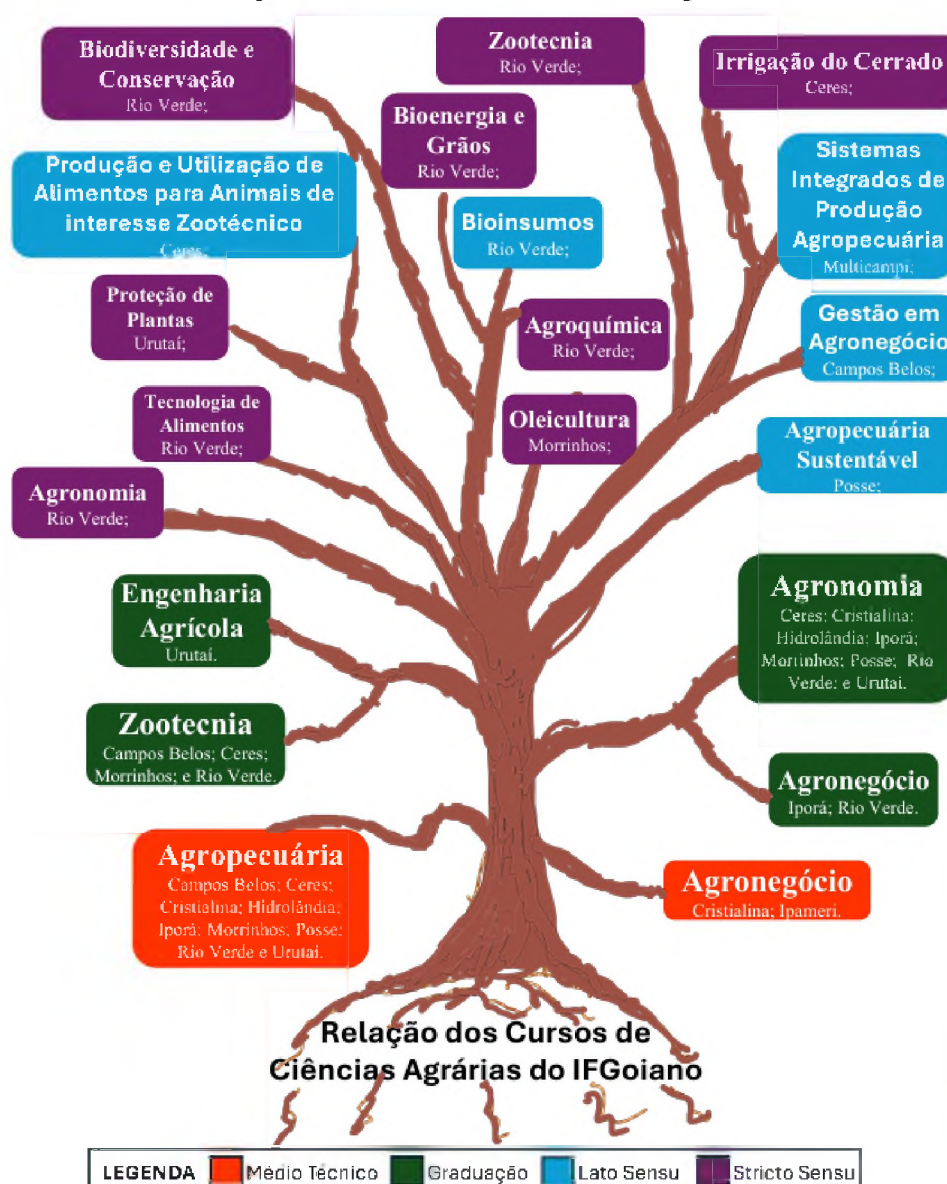 Biodiversidade e
Conservação
Rio Verde;
Zootecnia
Rio Verde;
Irrigação do Cerrado
Ceres;
Bioenergia e
Grãos
Rio Verde;
Produção e Utilização de
Alimentos para Animais de
interesse Zootécnico
Ceres;
Bioinsumos
Rio Verde;
Sistemas
Integrados de
Produção
Agropecuária
Multicampi;
Proteção de
Plantas
Urutaí;
Agroquímica
Rio Verde;
Gestão em
Agronegócio
Campos Belos;
Tecnologia de
Alimentos
Rio Verde;
Oleicultura
Morrinhos;
Agropecuária
Sustentável
Posse;
Agronomia
Rio Verde;
Engenharia
Agrícola
Urutaí.
Agronomia
Ceres; Cristialina;
Hidrolândia; Iporá;
Morrinhos; Posse; Rio
Verde; e Urutaí.
Zootecnia
Campos Belos; Ceres;
Morrinhos; e Rio Verde.
Agronegócio
Iporá; Rio Verde.
Agropecuária
Campos Belos; Ceres;
Cristialina; Hidrolândia;
Iporá; Morrinhos; Posse;
Rio Verde e Urutaí.
Agronegócio
Cristialina; Ipameri.
Relação dos Cursos de
Ciências Agrárias do IFGoiano
LEGENDA Médio Técnico Graduação Lato Sensu Stricto Sensu